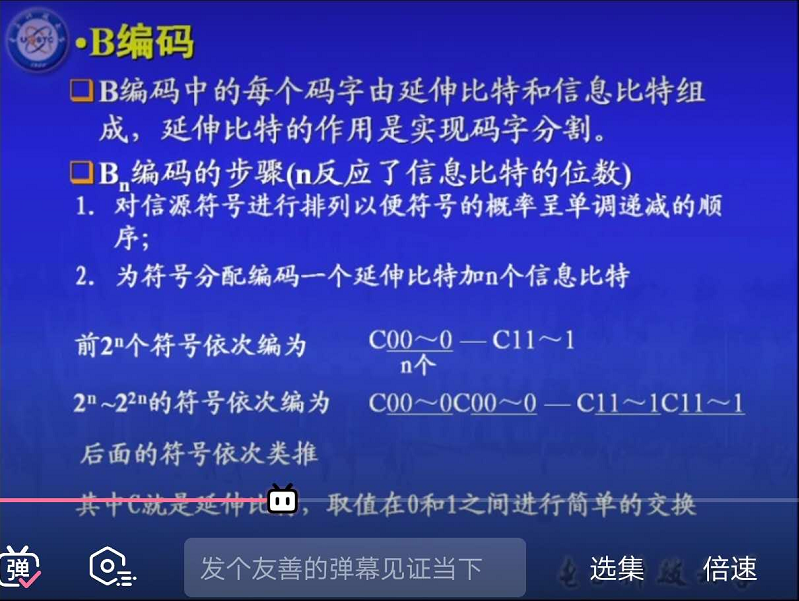 •B编码
B编码中的每个码字由延伸比特和信息比特组
成，延伸比特的作用是实现码字分割。
Bn编码的步骤(n反应了信息比特的位数)
1. 对信源符号进行排列以便符号的概率呈单调递减的顺
序;
2. 为符号分配编码一个延伸比特加n个信息比特
前2ⁿ个符号依次编为 C00～0 — C11～1
n个
2ⁿ ~2²ⁿ的符号依次编为 C00～0C00～0 — C11～1C11～1
后面的符号依次类推
其中C就是延伸比特，取值在0和1之间进行简单的交换
弹
发个友善的弹幕见证当下
选集
倍速